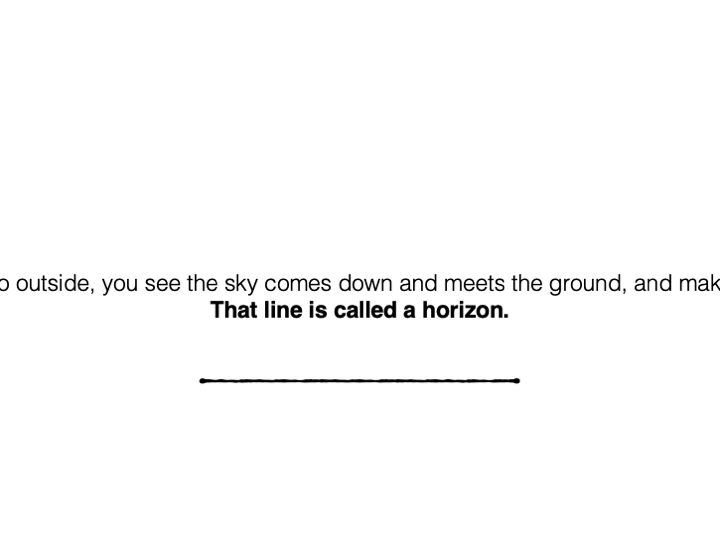 o outside, you see the sky comes down and meets the ground, and mak
That line is called a horizon.